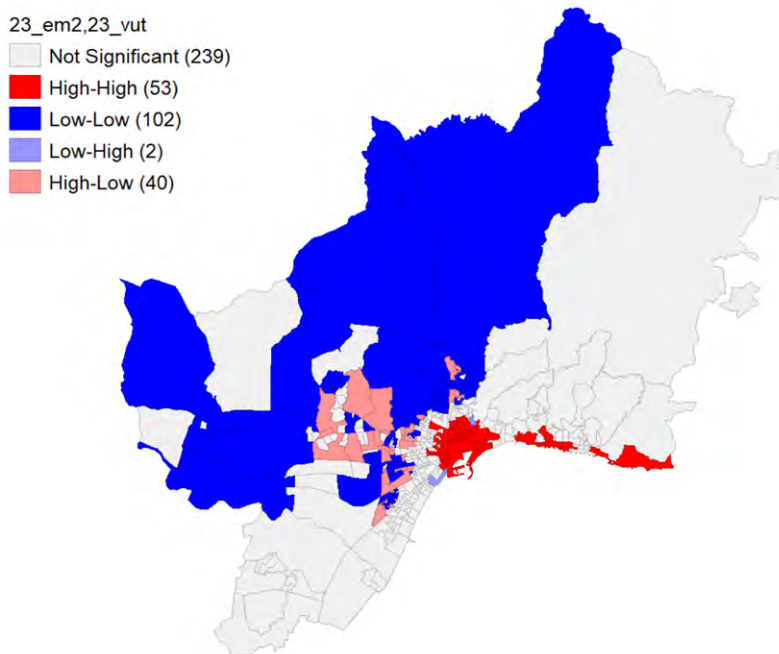 23_em2,23_vut
Not Significant (239)
High-High (53)
Low-Low (102)
Low-High (2)
High-Low (40)